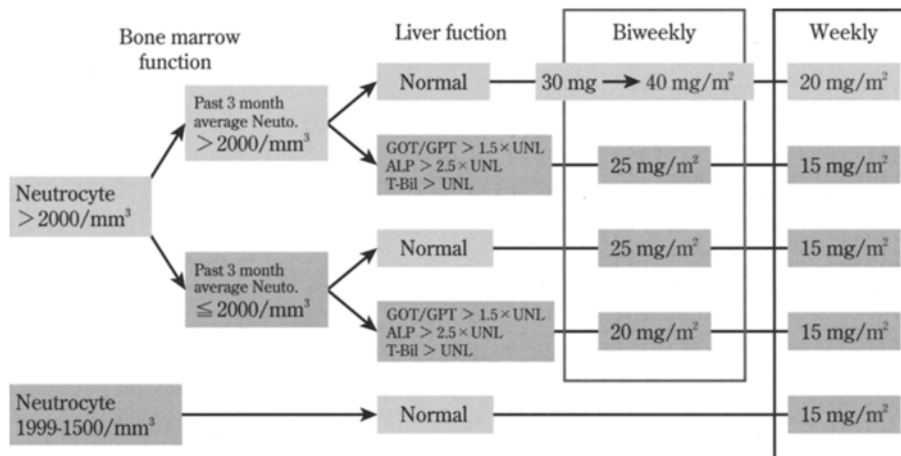 Bone marrow
function
Liver fuction
Biweekly
Weekly
Neutrocyte
>2000/mm³
Past 3 month
average Neuto.
>2000/mm³
Normal
30 mg
40 mg/m²
20 mg/m²
GOT/GPT > 1.5×UNL
ALP > 2.5×UNL
T-Bil > UNL
25 mg/m²
15 mg/m²
Past 3 month
average Neuto.
≦2000/mm³
Normal
25 mg/m²
15 mg/m²
GOT/GPT > 1.5×UNL
ALP > 2.5×UNL
T-Bil > UNL
20 mg/m²
15 mg/m²
Neutrocyte
1999-1500/mm³
Normal
15 mg/m²